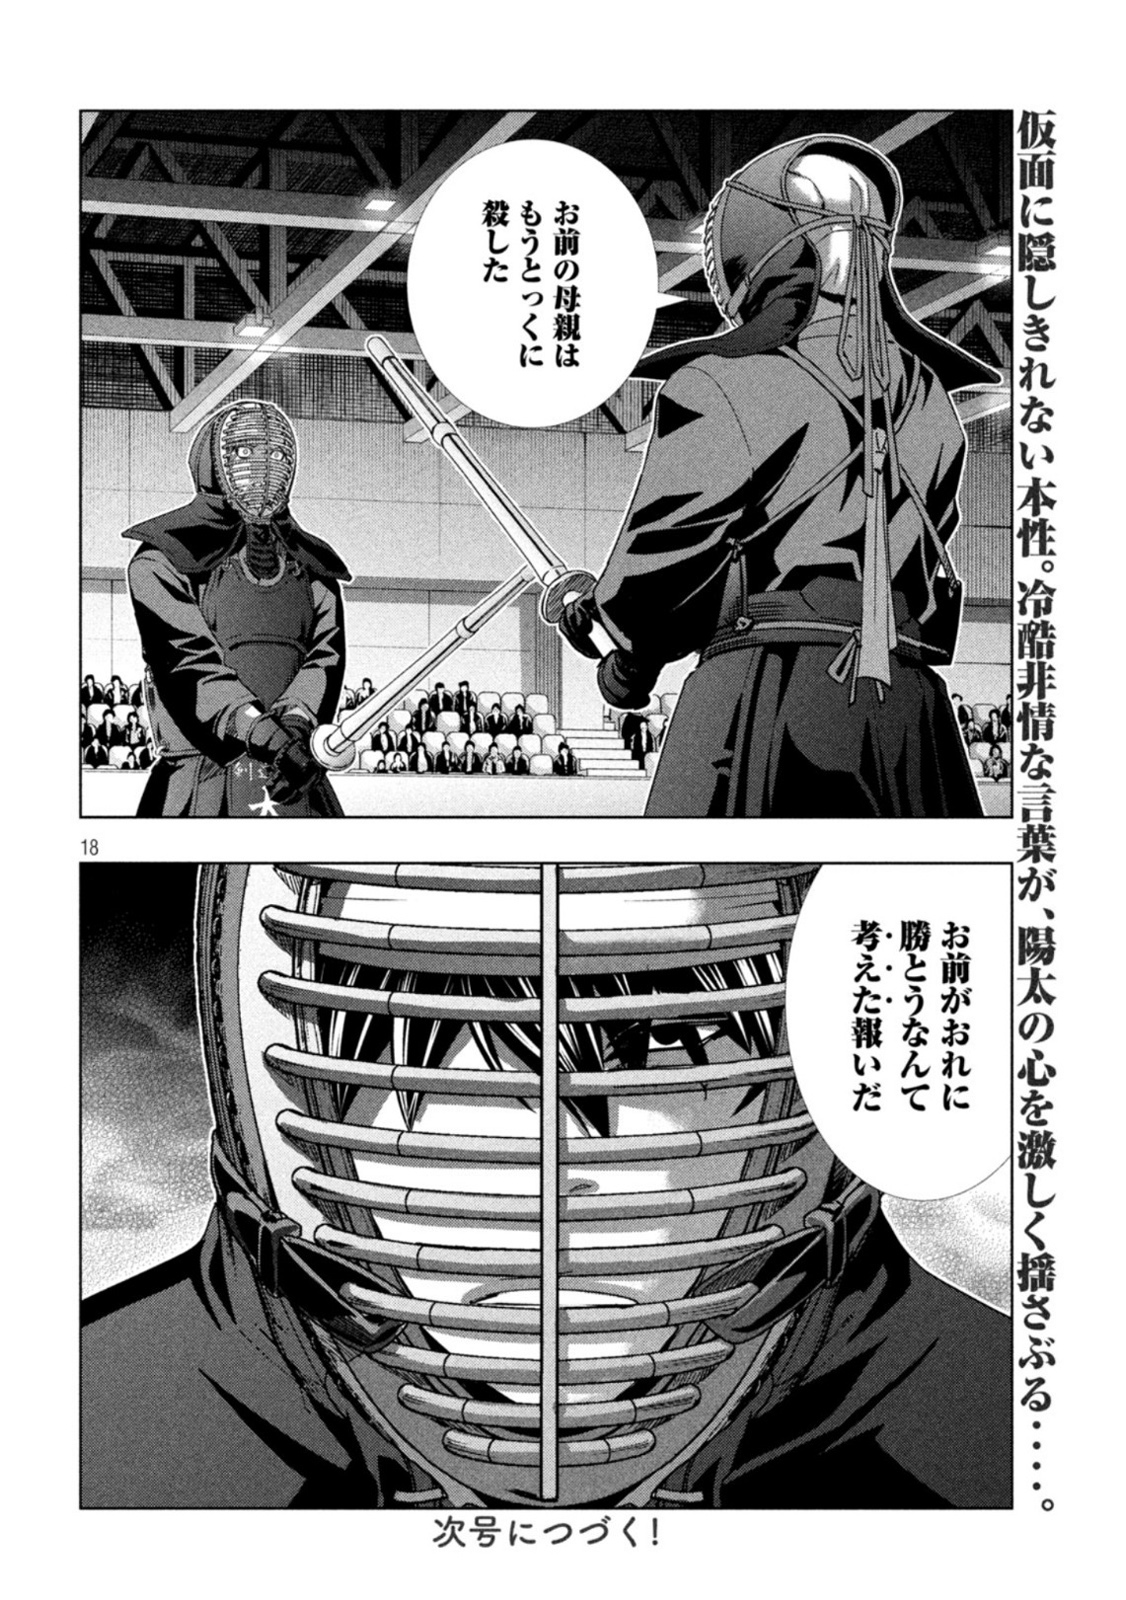 仮面に隠しきれない本性。冷酷非情な言葉が、陽太の心を激しく揺さぶる・・・・・。
お前の母親は
もうとっくに
殺した
18
お前がおれに
勝とうなんて
考えた報いだ
次号につづく!